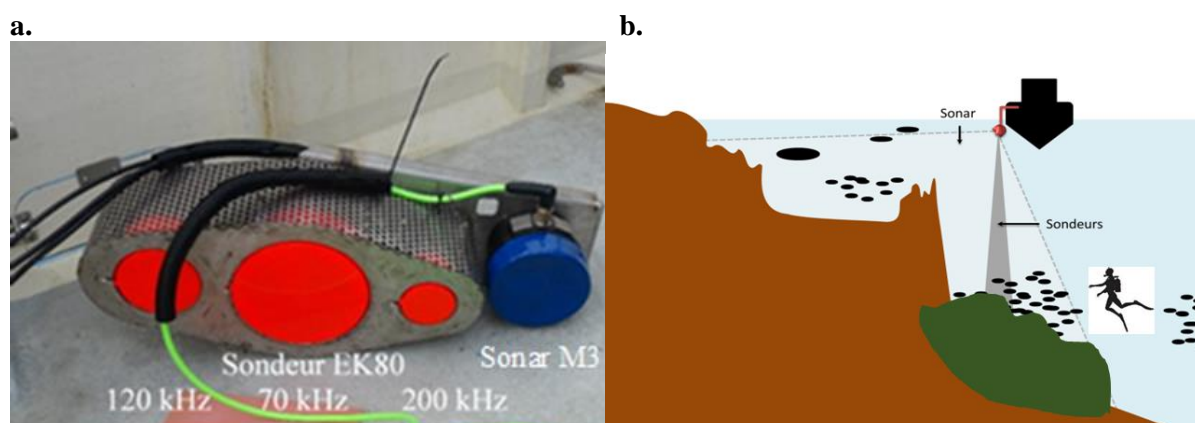 a.
b.
Sondeur EK80
Sonar M3
120 kHz
70 kHz
200 kHz
Sonar
Sondeurs